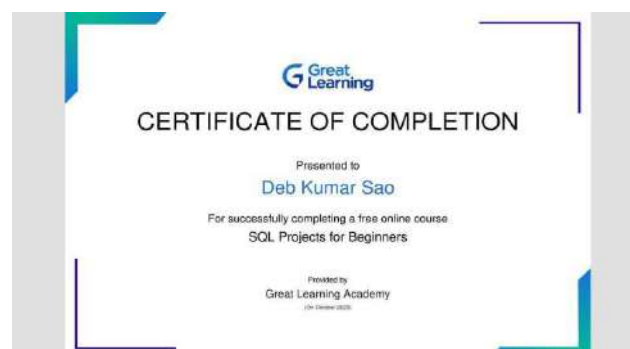 Great
Learning
CERTIFICATE OF COMPLETION
Presented to
Deb Kumar Sao
For successfully completing a free online course
SQL Projects for Beginners
Provided by
Great Learning Academy